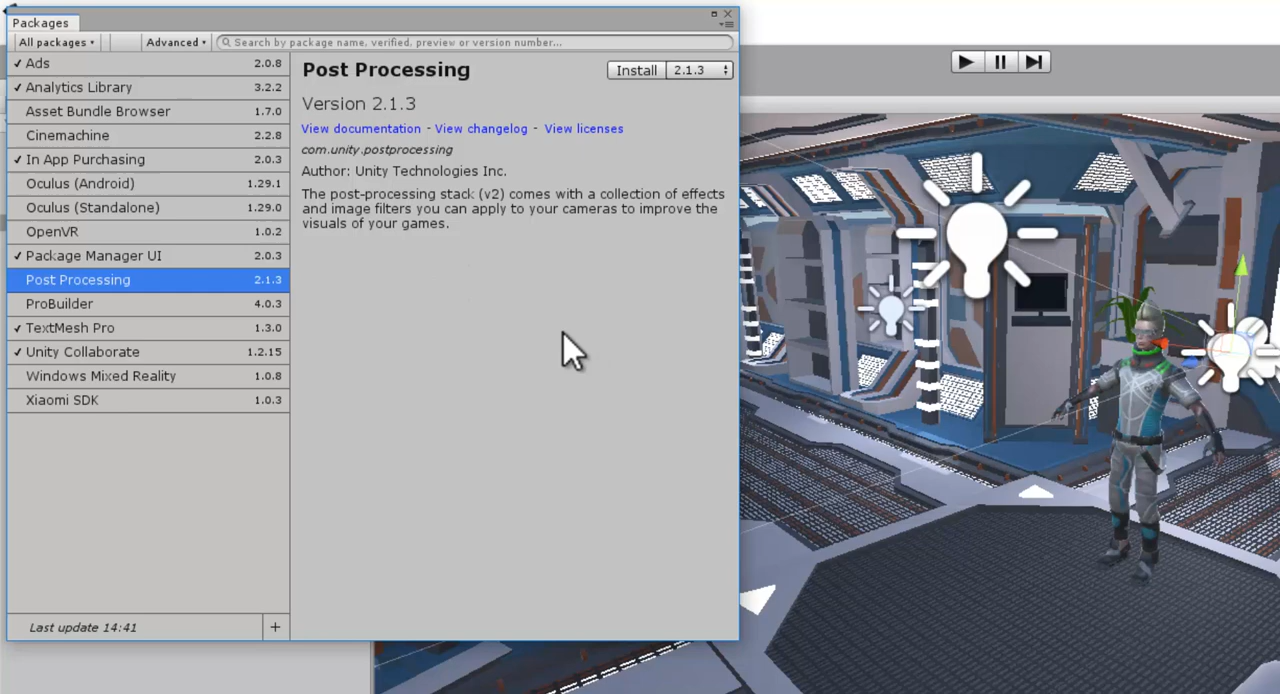 Packages
All packages Advanced Search by package name, verified, preview or version number...
Ads 2.0.8
Analytics Library 3.2.2
Asset Bundle Browser 1.7.0
Cinemachine 2.2.8
In App Purchasing 2.0.3
Oculus (Android) 1.29.1
Oculus (Standalone) 1.29.0
OpenVR 1.0.2
Package Manager UI 2.0.3
Post Processing 2.1.3
ProBuilder 4.0.3
TextMesh Pro 1.3.0
Unity Collaborate 1.2.15
Windows Mixed Reality 1.0.8
Xiaomi SDK 1.0.3
Last update 14:41 +
Post Processing Install 2.1.3
Version 2.1.3
View documentation - View changelog - View licenses
com.unity.postprocessing
Author: Unity Technologies Inc.
The post-processing stack (v2) comes with a collection of effects
and image filters you can apply to your cameras to improve the
visuals of your games.